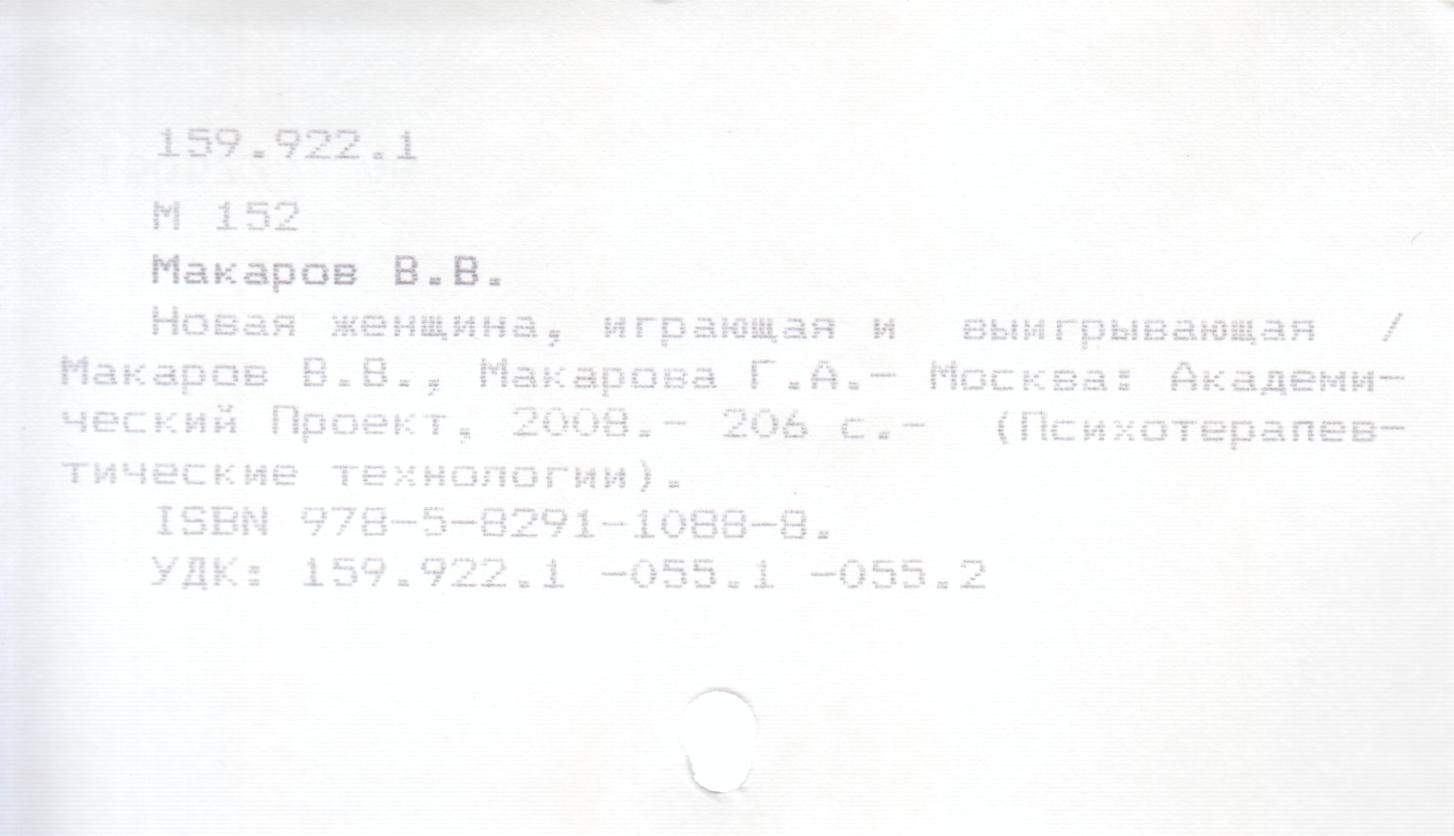 159.922.1
М 152
Макаров В.В.
Новая женщина, играющая и выигрывающая /
Макаров В.В., Макарова Г.А.- Москва: Академи-
ческий Проект, 2008.- 206 с.- (Психотерапев-
тические технологии).
ISBN 978-5-8291-1088-8.
УДК: 159.922.1 -055.1 -055.2